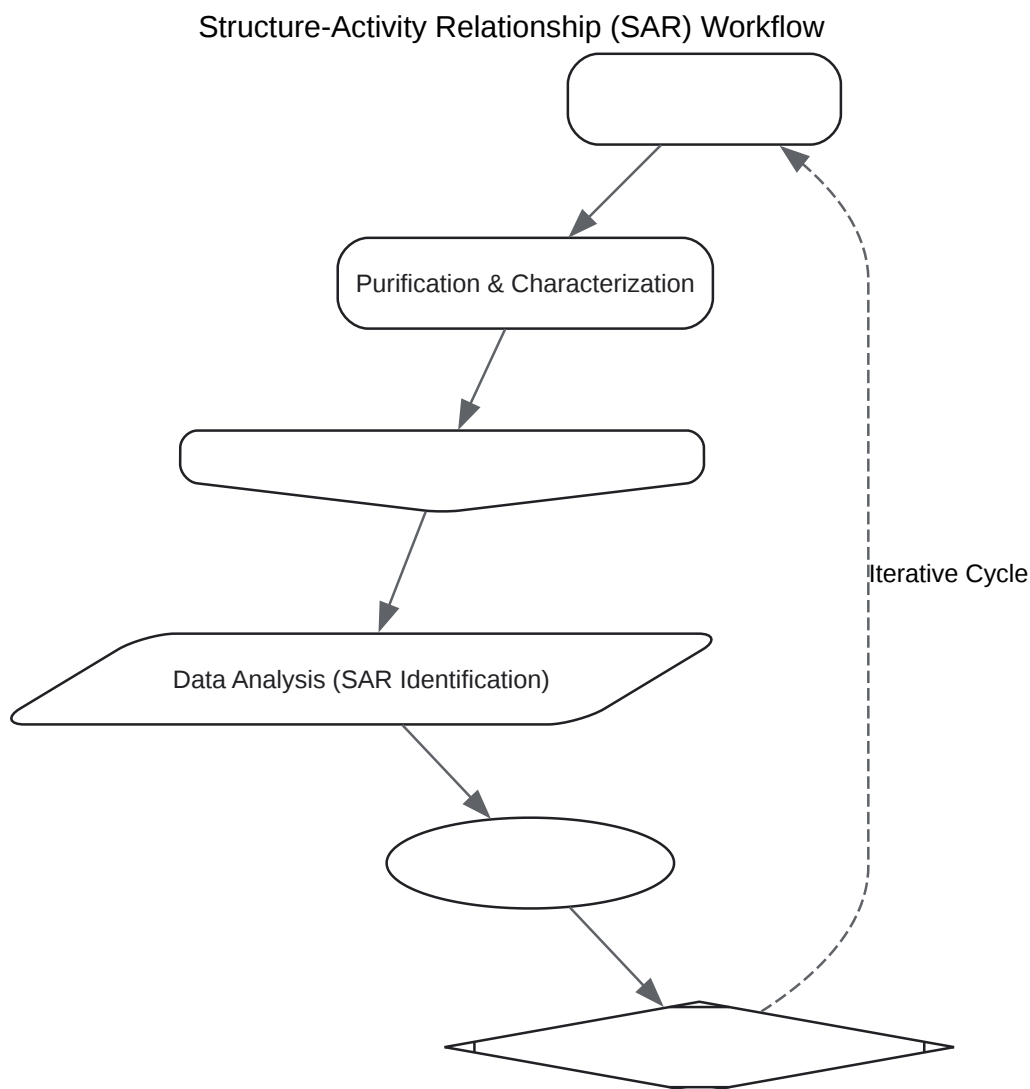 Structure-Activity Relationship (SAR) Workflow
Purification & Characterization
Iterative Cycle
Data Analysis (SAR Identification)